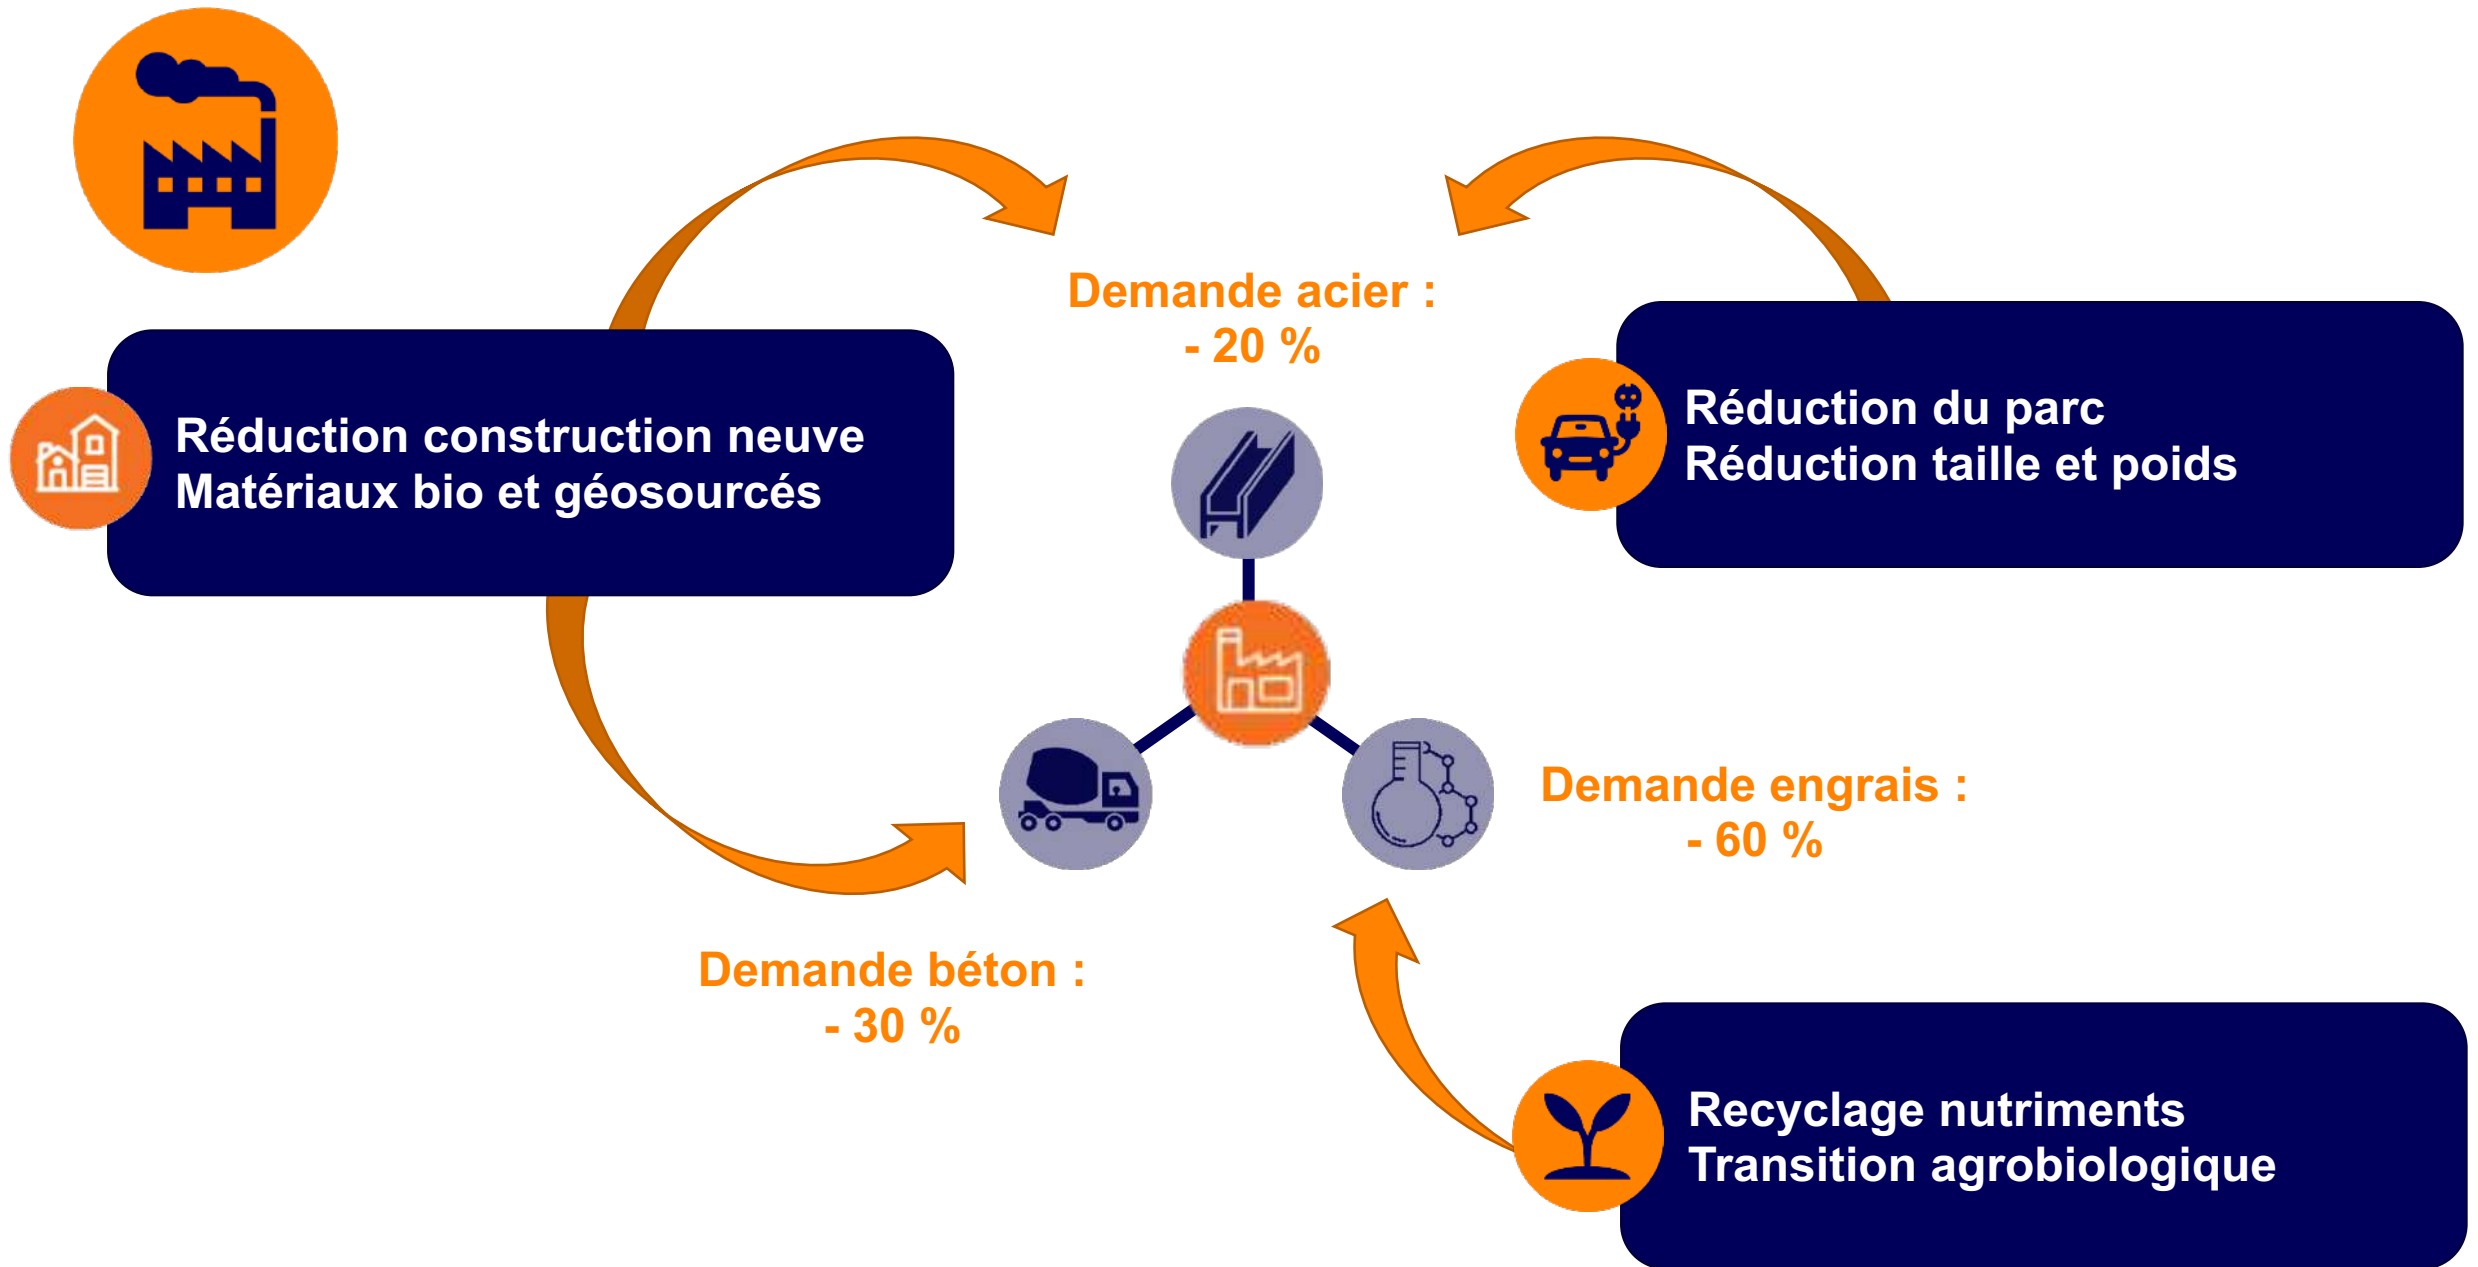 Demande acier :
- 20 %
Réduction construction neuve
Matériaux bio et géosourcés
Réduction du parc
Réduction taille et poids
Demande engrais :
- 60 %
Demande béton :
- 30 %
Recyclage nutriments
Transition agrobiologique